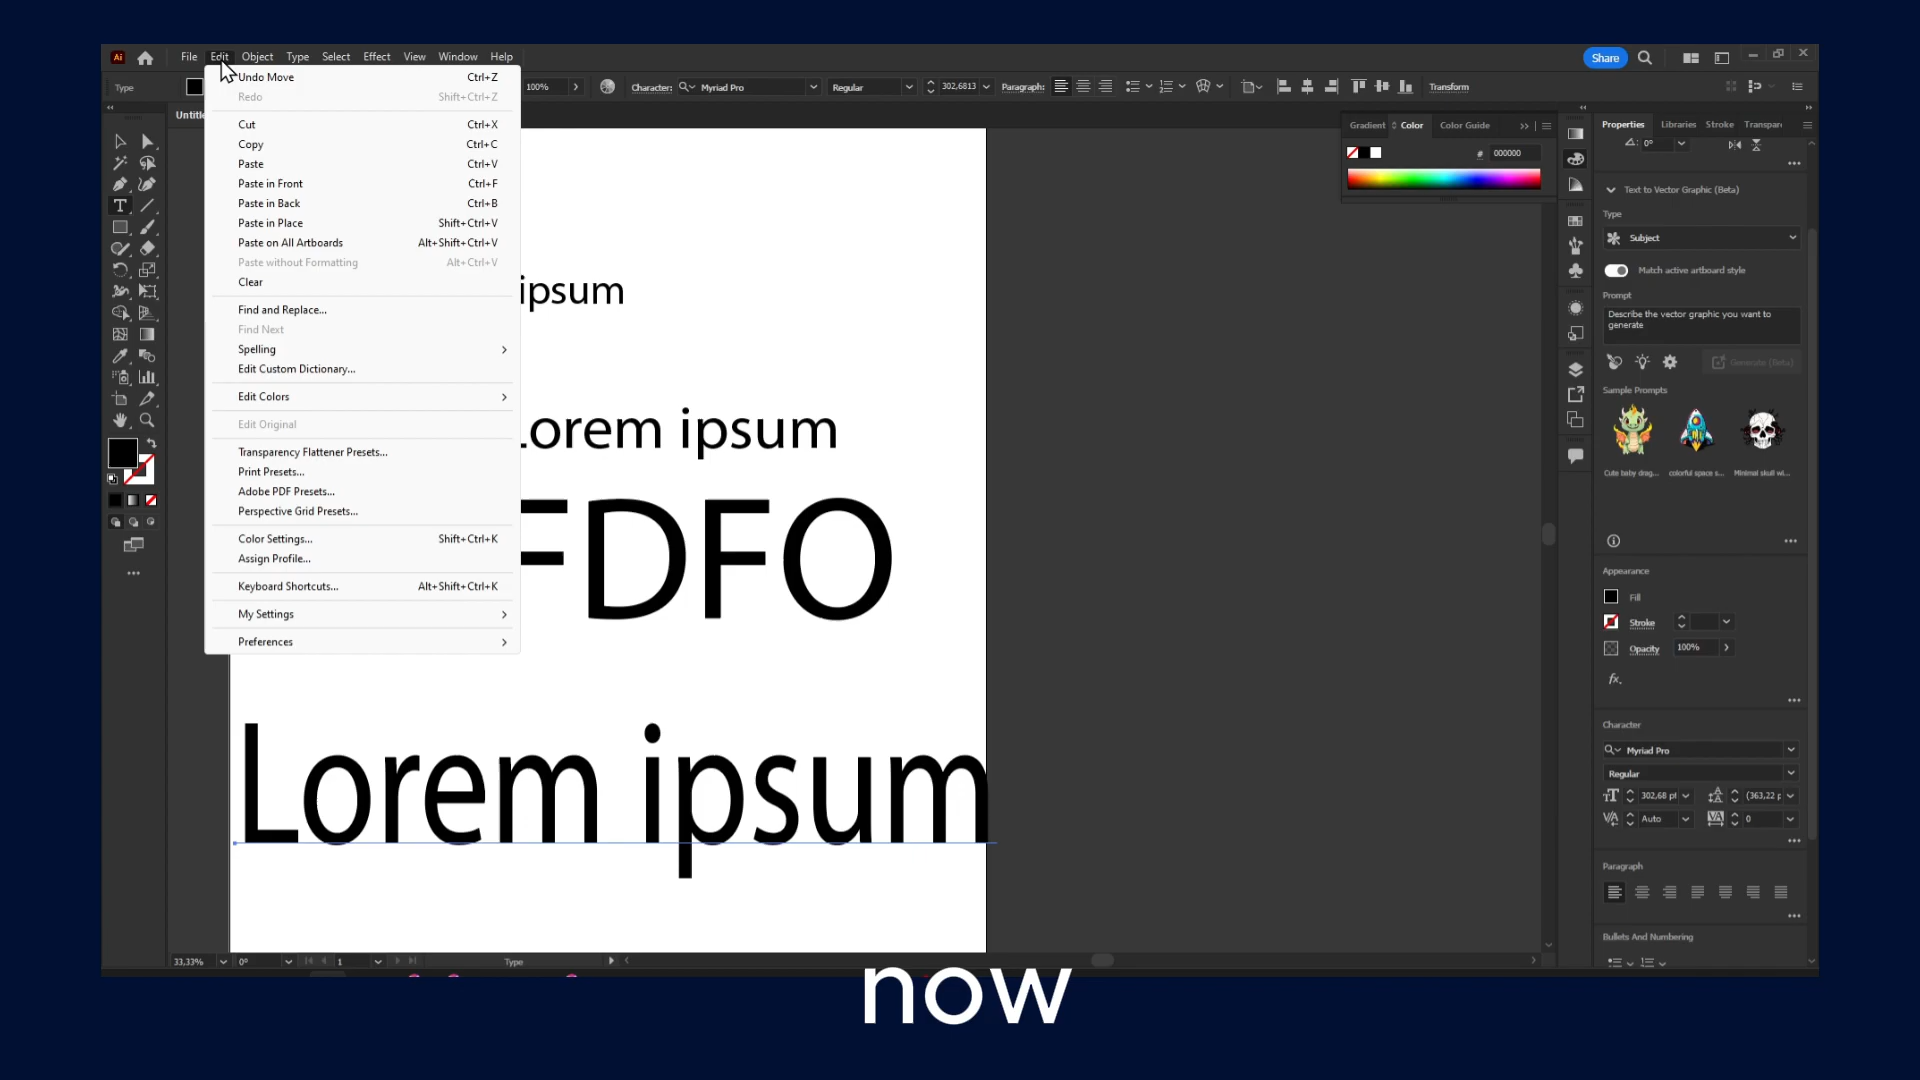 Ai File Edit Object Type Select Effect View Window Help Share
Type 100% Character: Myriad Pro Regular 302,6813 Paragraph: Transform
Undo Move Ctrl+Z
Redo Shift+Ctrl+Z
Cut Ctrl+X
Copy Ctrl+C
Paste Ctrl+V
Paste in Front Ctrl+F
Paste in Back Ctrl+B
Paste in Place Shift+Ctrl+V
Paste on All Artboards Alt+Shift+Ctrl+V
Paste without Formatting Alt+Ctrl+V
Clear
Find and Replace...
Find Next
Spelling
Edit Custom Dictionary...
Edit Colors
Edit Original
Transparency Flattener Presets...
Print Presets...
Adobe PDF Presets...
Perspective Grid Presets...
Color Settings... Shift+Ctrl+K
Assign Profile...
Keyboard Shortcuts... Alt+Shift+Ctrl+K
My Settings
Preferences
Untitle
ipsum
Lorem ipsum
FDFO
Lorem ipsum
Gradient Color Color Guide
# 000000
Properties Libraries Stroke Transpar
0°
Text to Vector Graphic (Beta)
Type
Subject
Match active artboard style
Prompt
Describe the vector graphic you want to
generate
Generate (Beta)
Sample Prompts
Cute baby drag... colorful space s... Minimal skull wi...
Appearance
Fill
Stroke
Opacity 100%
fx.
Character
Myriad Pro
Regular
302,68 pt (363,22 p
Auto 0
Paragraph
Bullets And Numbering
33,33% 0° 1 Type
now